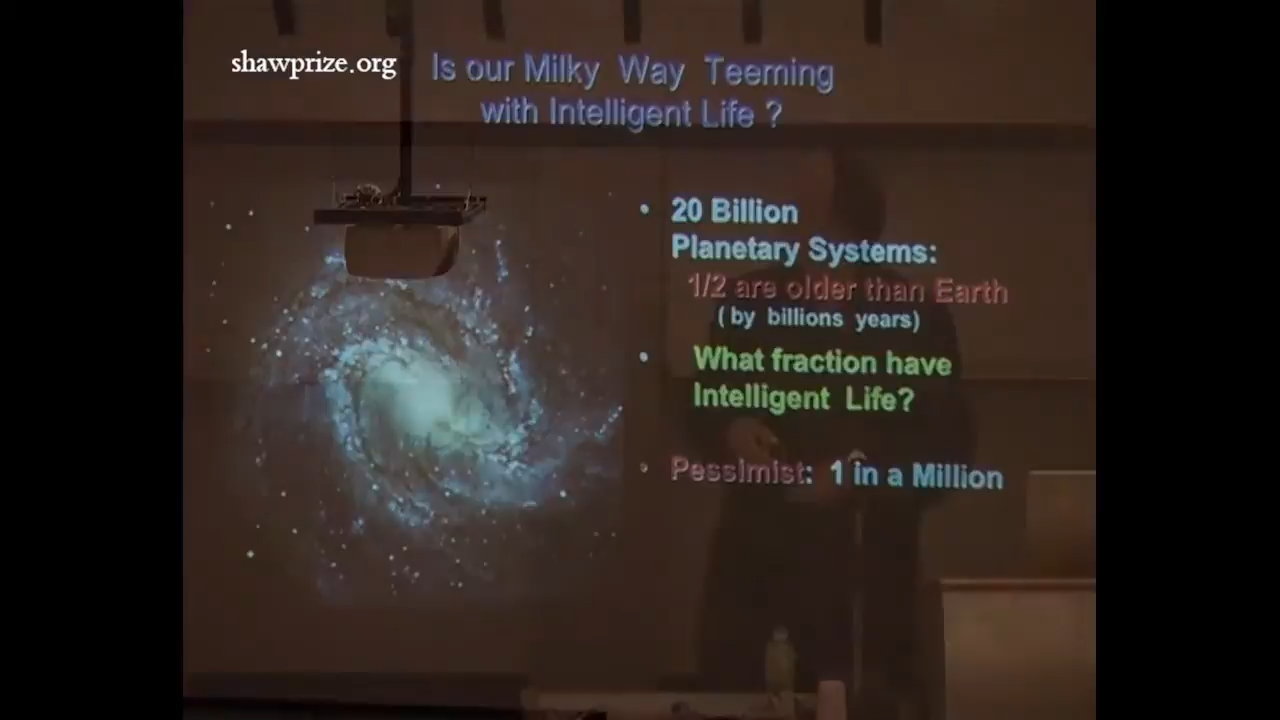 shawprize.org
Is our Milky Way Teeming
with Intelligent Life ?
• 20 Billion
Planetary Systems:
1/2 are older than Earth
( by billions years)
• What fraction have
Intelligent Life?
• Pessimist: 1 in a Million